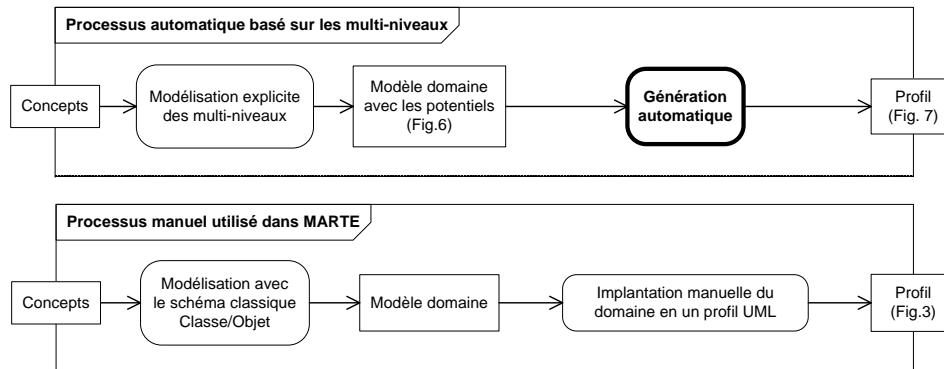 Processus automatique basé sur les multi-niveaux
Concepts
Modélisation explicite
des multi-niveaux
Modèle domaine
avec les potentiels
(Fig.6)
Génération
automatique
Profil
(Fig. 7)
Processus manuel utilisé dans MARTE
Concepts
Modélisation avec
le schéma classique
Classe/Objet
Modèle domaine
Implantation manuelle du
domaine en un profil UML
Profil
(Fig.3)